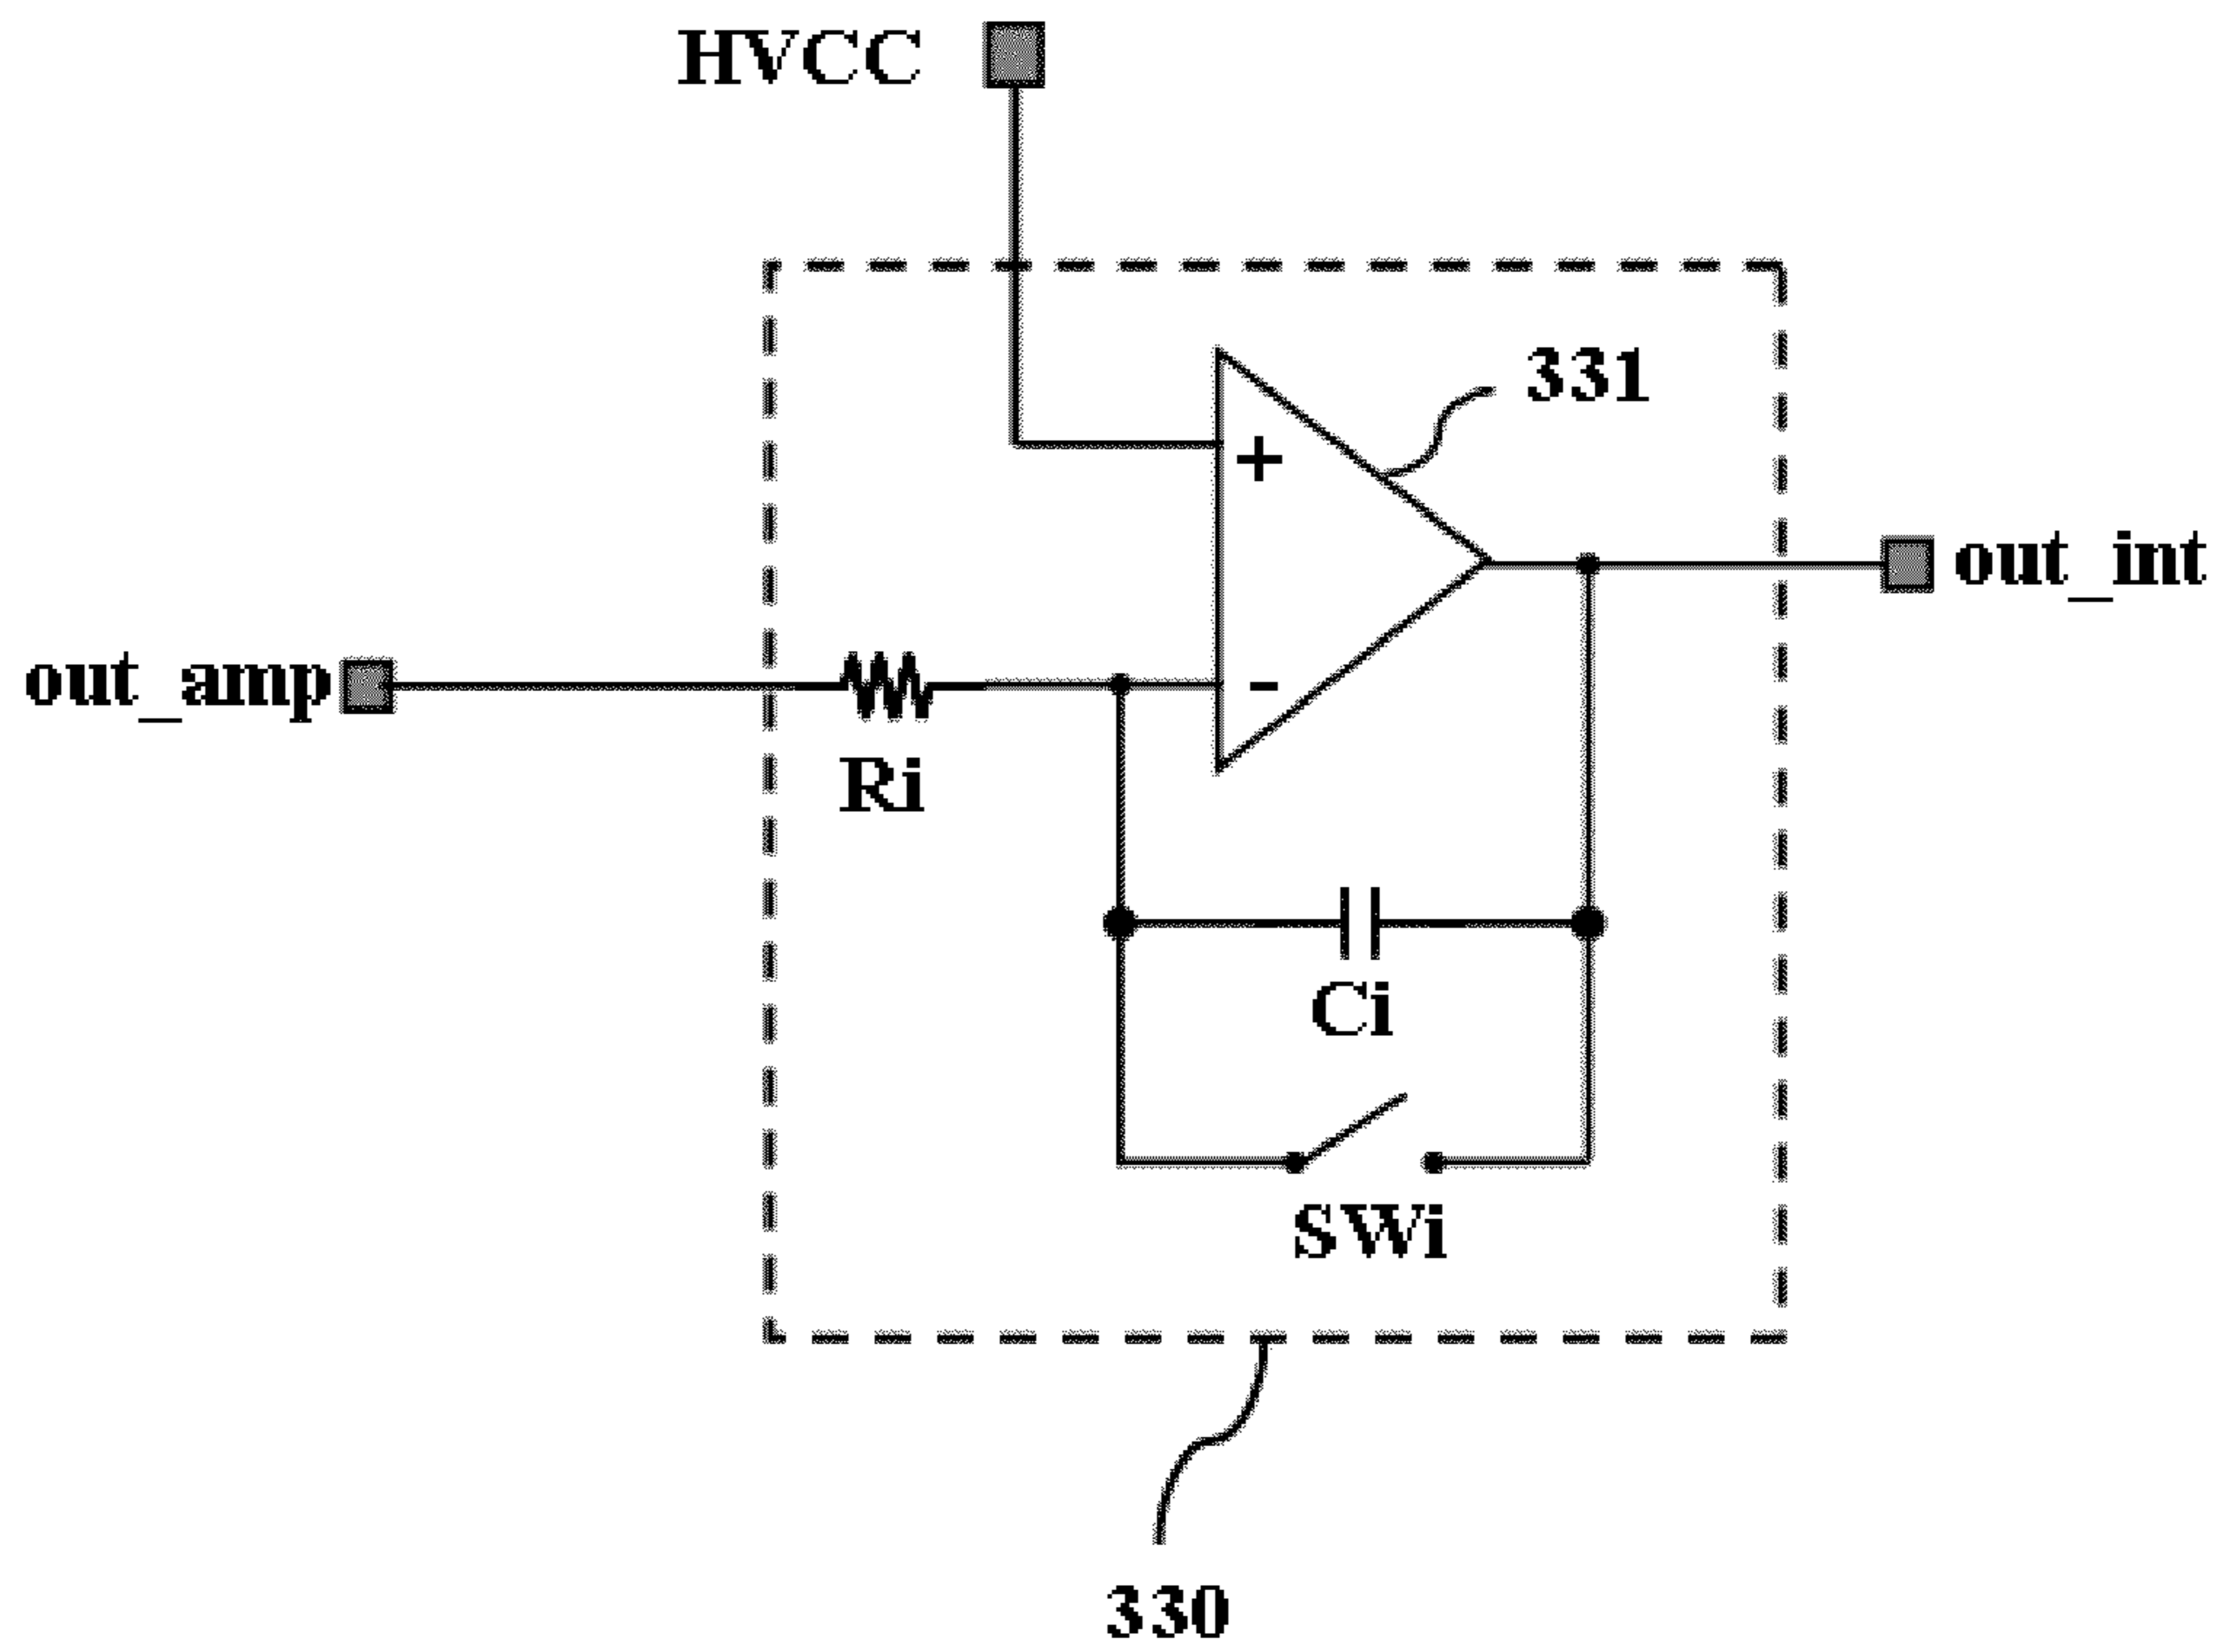 HVCC
331
+
out_int
out_amp
-
Ri
Ci
SWi
330